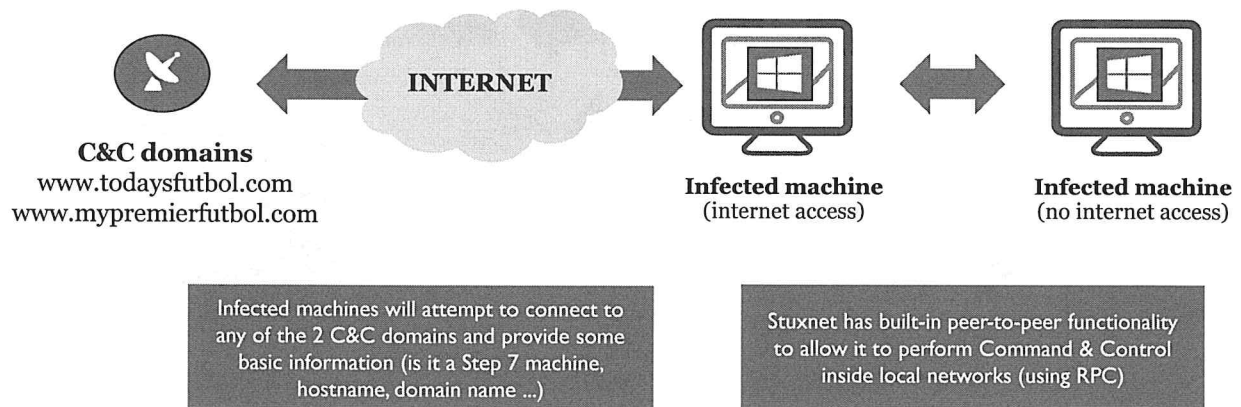 INTERNET
C&C domains
www.todaysfutbol.com
www.mypremierfutbol.com
Infected machine
(internet access)
Infected machine
(no internet access)
Infected machines will attempt to connect to
any of the 2 C&C domains and provide some
basic information (is it a Step 7 machine,
hostname, domain name ...)
Stuxnet has built-in peer-to-peer functionality
to allow it to perform Command & Control
inside local networks (using RPC)